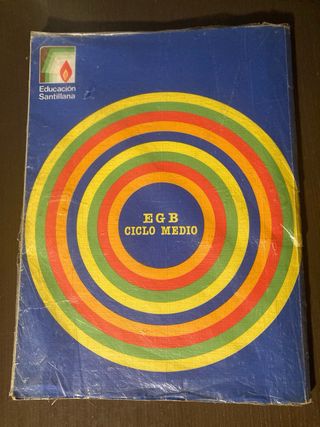 Educación
Santillana
EGB
CICLO MEDIO